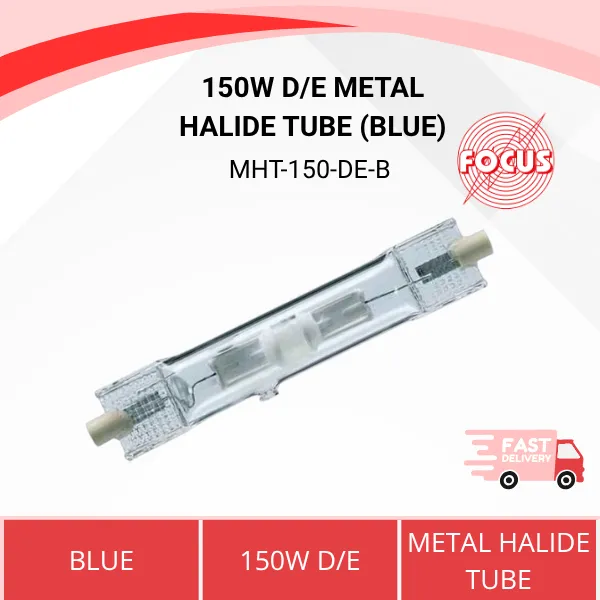 150W D/E METAL
HALIDE TUBE (BLUE)
MHT-150-DE-B
FOCUS
FAST
DELIVERY
BLUE
150W D/E
METAL HALIDE
TUBE